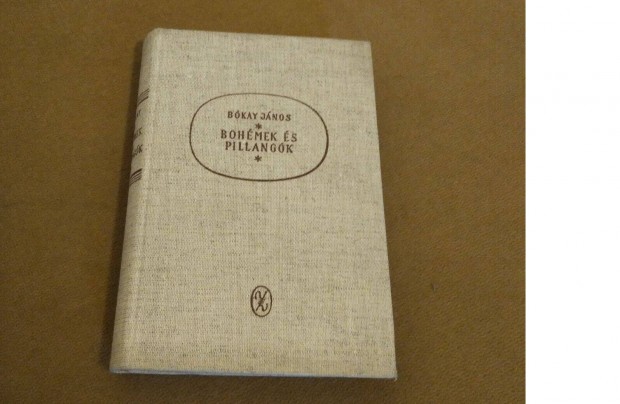 BÓKAY JÁNOS
*
BOHÉMEK ÉS
PILLANGÓK
*